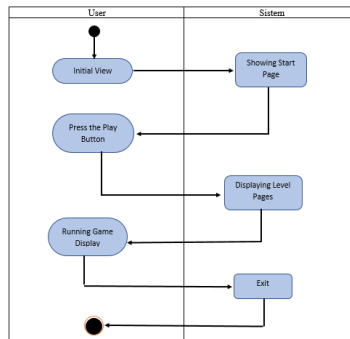 User
Sistem
Initial View
Showing Start
Page
Press the Play
Button
Displaying Level
Pages
Running Game
Display
Exit